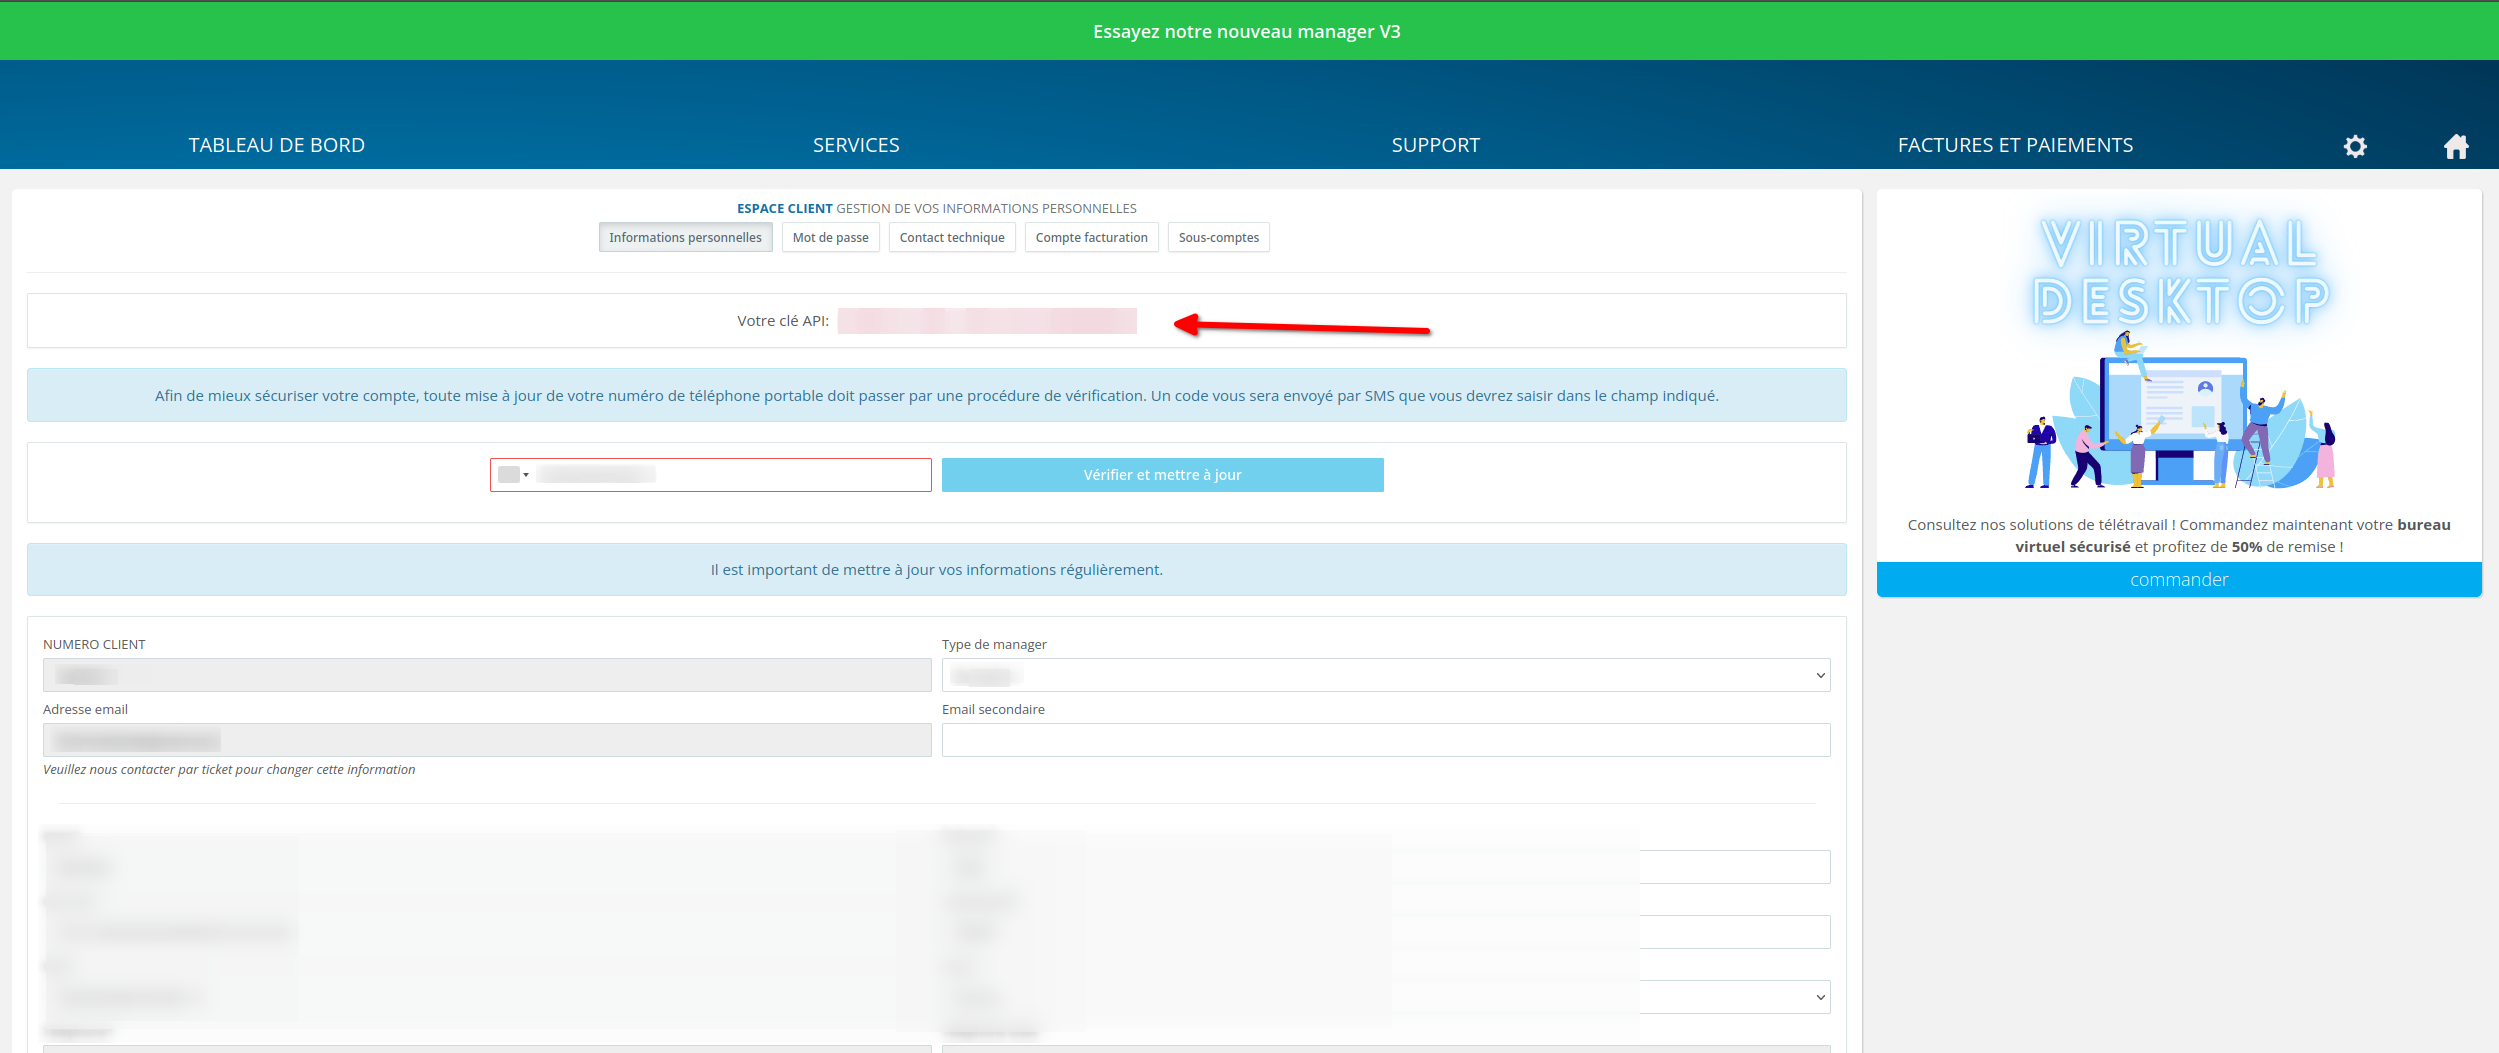 Essayez notre nouveau manager V3
TABLEAU DE BORD
SERVICES
SUPPORT
FACTURES ET PAIEMENTS
ESPACE CLIENT GESTION DE VOS INFORMATIONS PERSONNELLES
Informations personnelles
Mot de passe
Contact technique
Compte facturation
Sous-comptes
Votre clé API:
Afin de mieux sécuriser votre compte, toute mise à jour de votre numéro de téléphone portable doit passer par une procédure de vérification. Un code vous sera envoyé par SMS que vous devrez saisir dans le champ indiqué.
Vérifier et mettre à jour
Il est important de mettre à jour vos informations régulièrement.
NUMERO CLIENT
Type de manager
Adresse email
Email secondaire
Veuillez nous contacter par ticket pour changer cette information
VIRTUAL
DESKTOP
Consultez nos solutions de télétravail ! Commandez maintenant votre bureau
virtuel sécurisé et profitez de 50% de remise !
commander